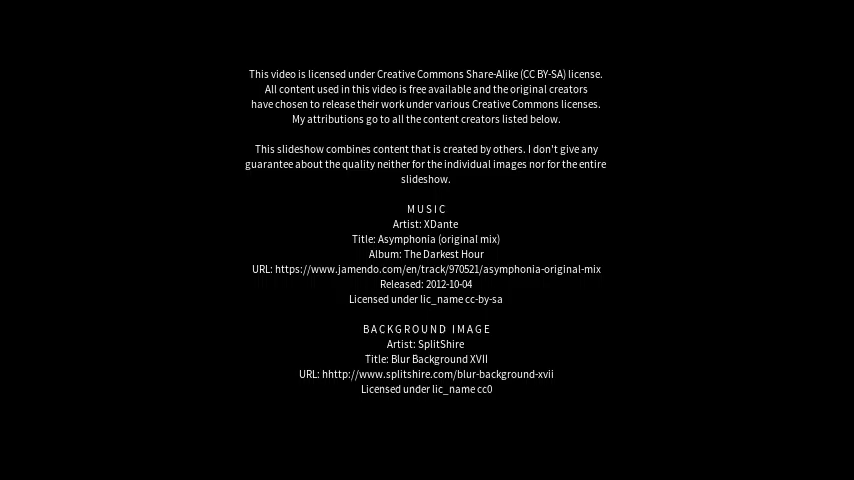 This video is licensed under Creative Commons Share-Alike (CC BY-SA) license.
All content used in this video is free available and the original creators
have chosen to release their work under various Creative Commons licenses.
My attributions go to all the content creators listed below.
This slideshow combines content that is created by others. I don't give any
guarantee about the quality neither for the individual images nor for the entire
slideshow.
MUSIC
Artist: XDante
Title: Asymphonia (original mix)
Album: The Darkest Hour
URL: https://www.jamendo.com/en/track/970521/asymphonia-original-mix
Released: 2012-10-04
Licensed under lic_name cc-by-sa
BACKGROUND IMAGE
Artist: SplitShire
Title: Blur Background XVII
URL: hhttp://www.splitshire.com/blur-background-xvii
Licensed under lic_name cc0